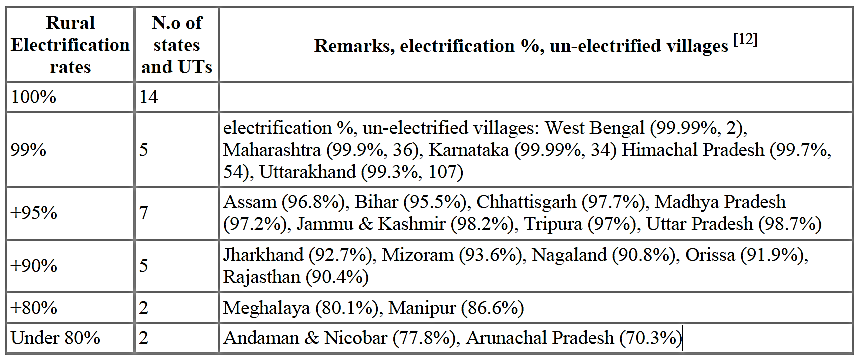 Rural
Electrification
rates
N.o of
states
and UTs
Remarks, electrification %, un-electrified villages [12]
100% 14
99% 5 electrification %, un-electrified villages: West Bengal (99.99%, 2),
Maharashtra (99.9%, 36), Karnataka (99.99%, 34) Himachal Pradesh (99.7%,
54), Uttarakhand (99.3%, 107)
+95% 7 Assam (96.8%), Bihar (95.5%), Chhattisgarh (97.7%), Madhya Pradesh
(97.2%), Jammu & Kashmir (98.2%), Tripura (97%), Uttar Pradesh (98.7%)
+90% 5 Jharkhand (92.7%), Mizoram (93.6%), Nagaland (90.8%), Orissa (91.9%),
Rajasthan (90.4%)
+80% 2 Meghalaya (80.1%), Manipur (86.6%)
Under 80% 2 Andaman & Nicobar (77.8%), Arunachal Pradesh (70.3%)